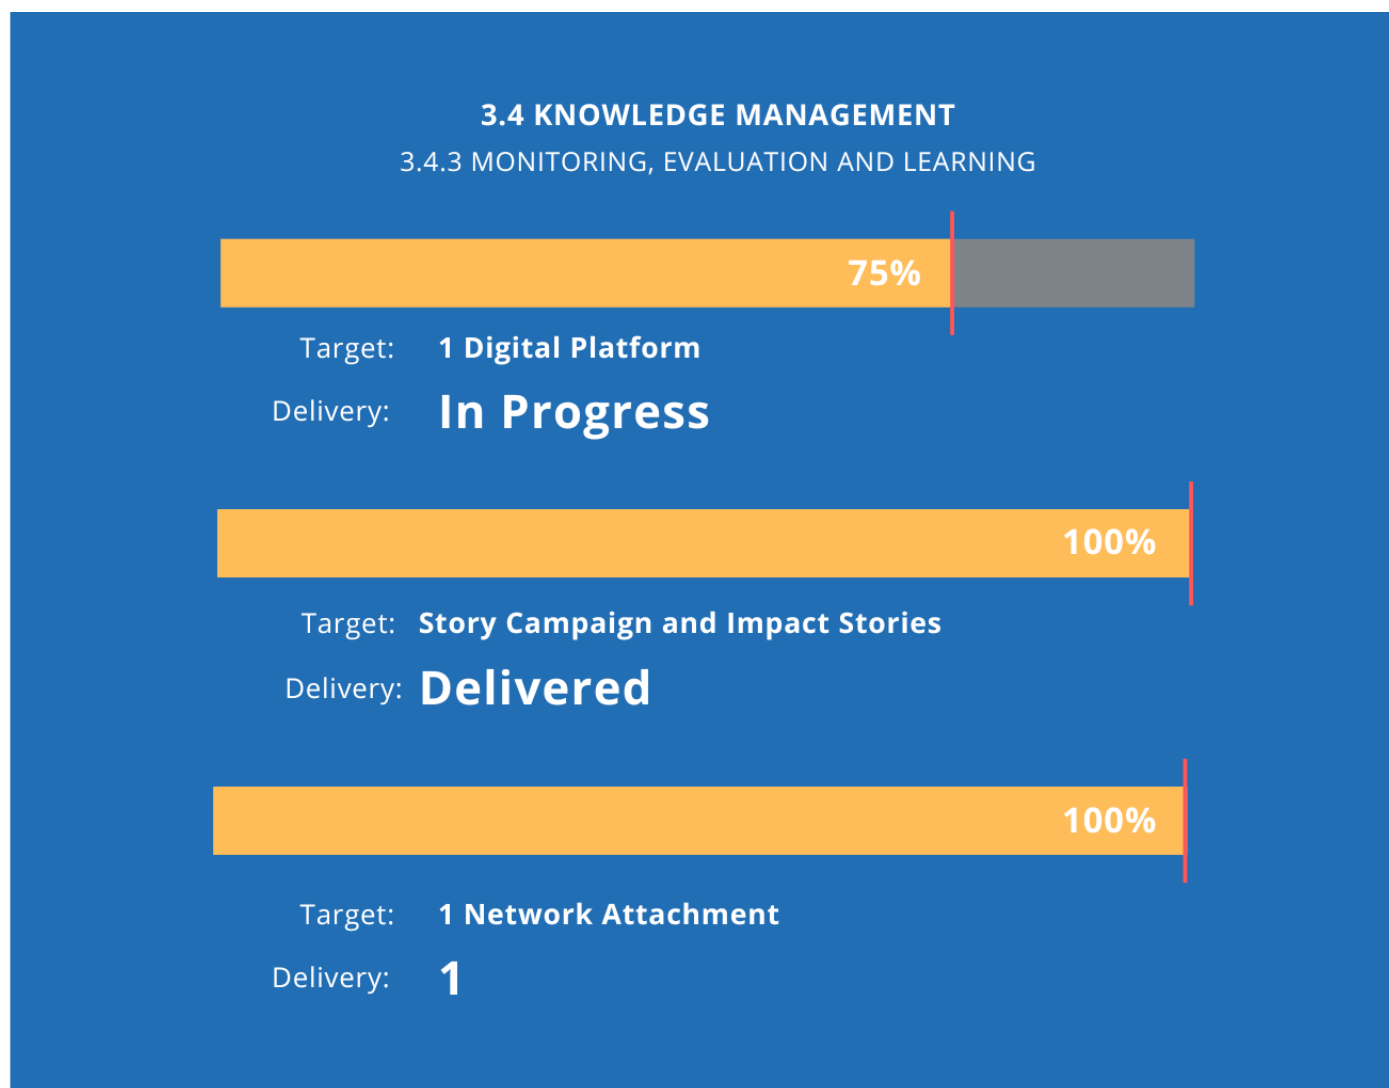 3.4 KNOWLEDGE MANAGEMENT
3.4.3 MONITORING, EVALUATION AND LEARNING
75%
Target: 1 Digital Platform
Delivery: In Progress
100%
Target: Story Campaign and Impact Stories
Delivery: Delivered
100%
Target: 1 Network Attachment
Delivery: 1